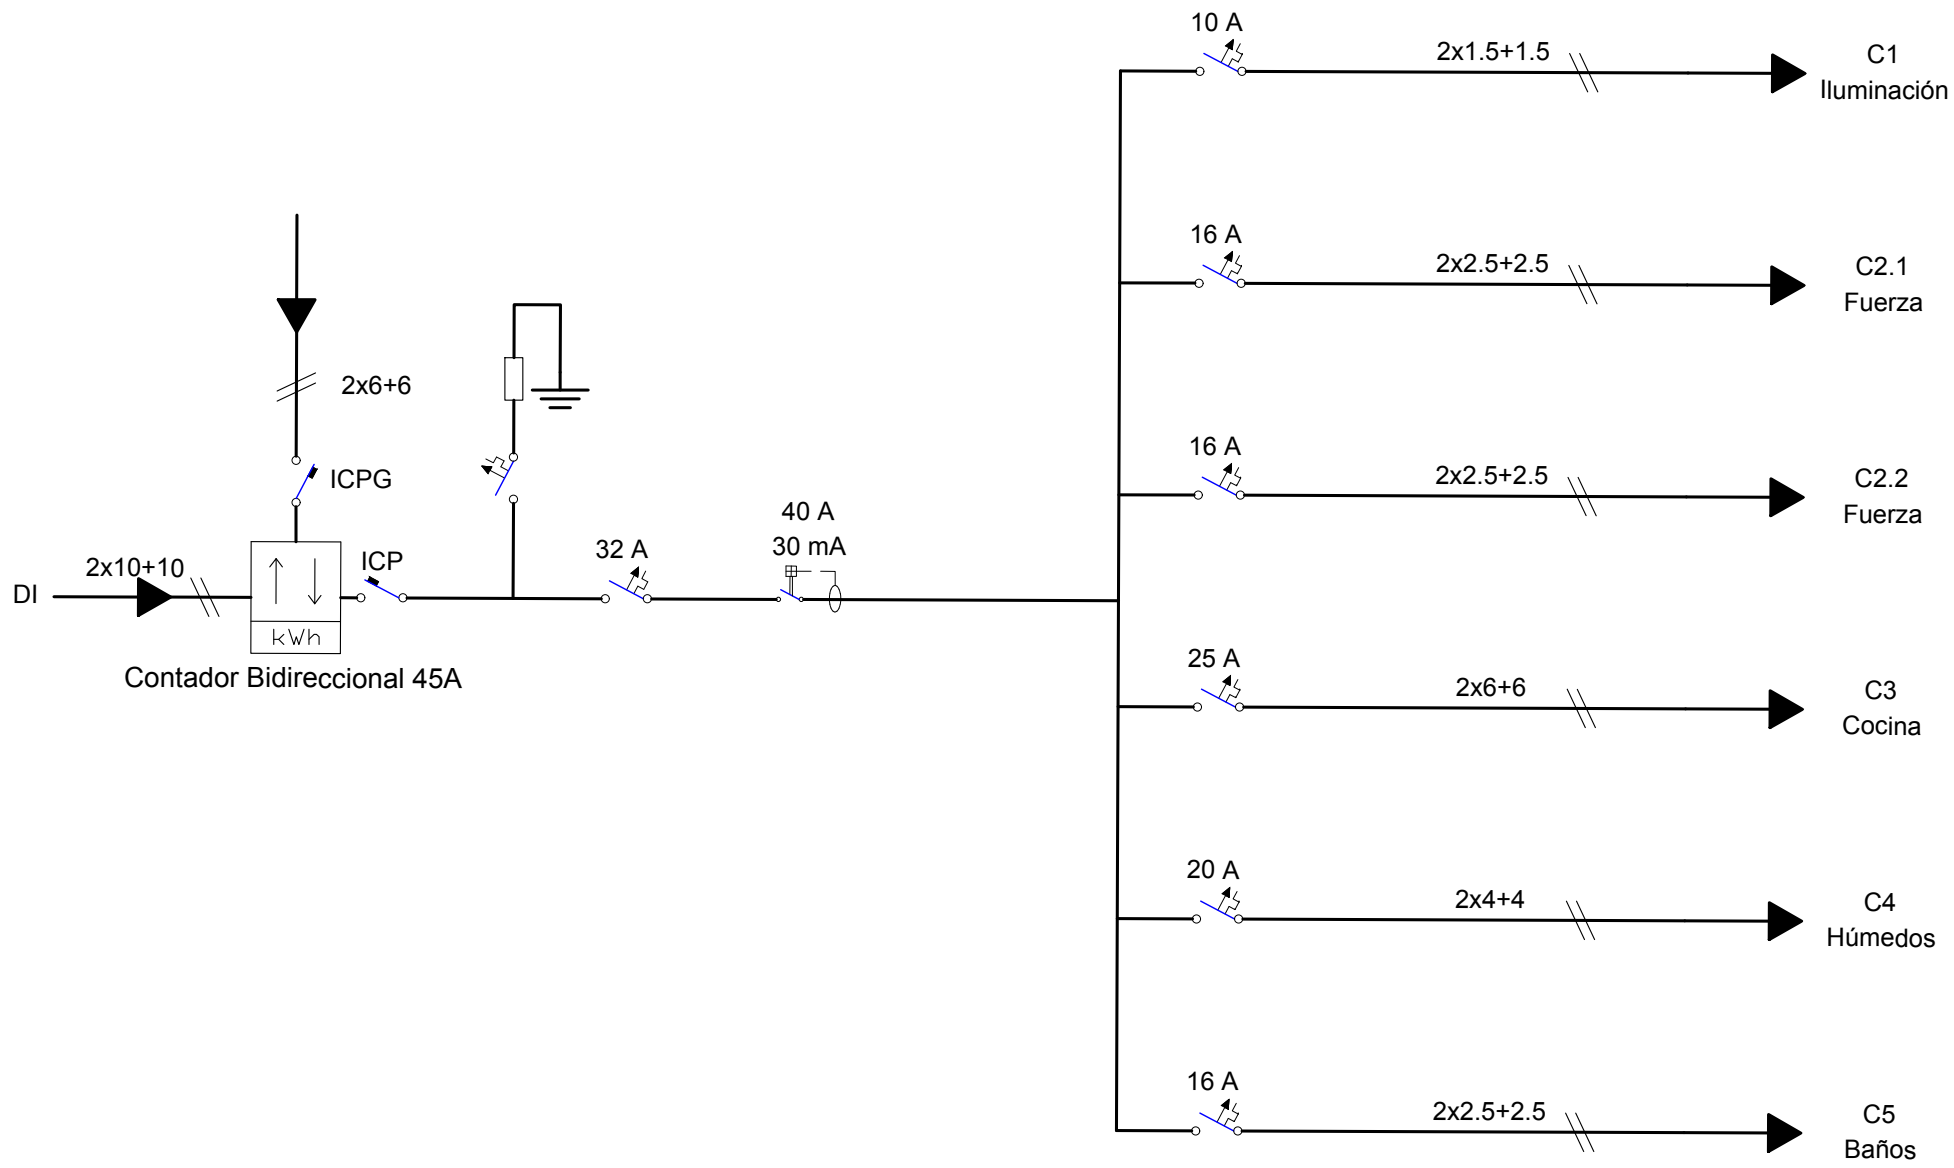 10 A
2x1.5+1.5
C1
Iluminación
16 A
2x2.5+2.5
C2.1
Fuerza
2x6+6
ICPG
16 A
2x2.5+2.5
C2.2
Fuerza
DI
2x10+10
ICP
kWh
Contador Bidireccional 45A
32 A
40 A
30 mA
25 A
2x6+6
C3
Cocina
20 A
2x4+4
C4
Húmedos
16 A
2x2.5+2.5
C5
Baños